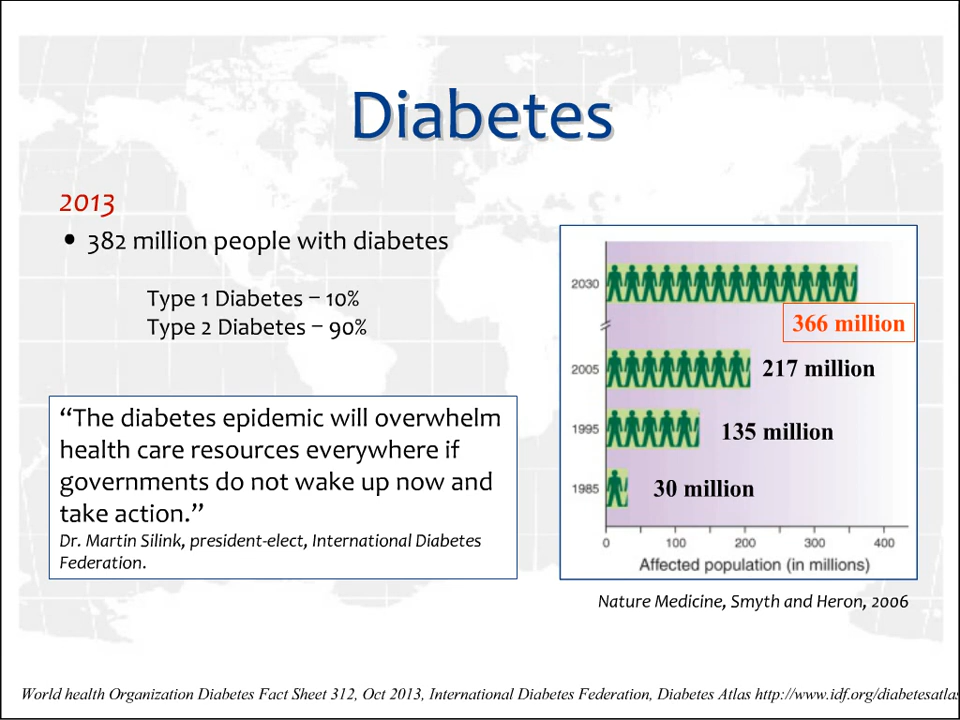 Diabetes
2013
• 382 million people with diabetes
Type 1 Diabetes – 10%
Type 2 Diabetes – 90%
“The diabetes epidemic will overwhelm
health care resources everywhere if
governments do not wake up now and
take action.”
Dr. Martin Silink, president-elect, International Diabetes
Federation.
2030
366 million
2005
217 million
1995
135 million
1985
30 million
0 100 200 300 400
Affected population (in millions)
Nature Medicine, Smyth and Heron, 2006
World health Organization Diabetes Fact Sheet 312, Oct 2013, International Diabetes Federation, Diabetes Atlas http://www.idf.org/diabetesatlas